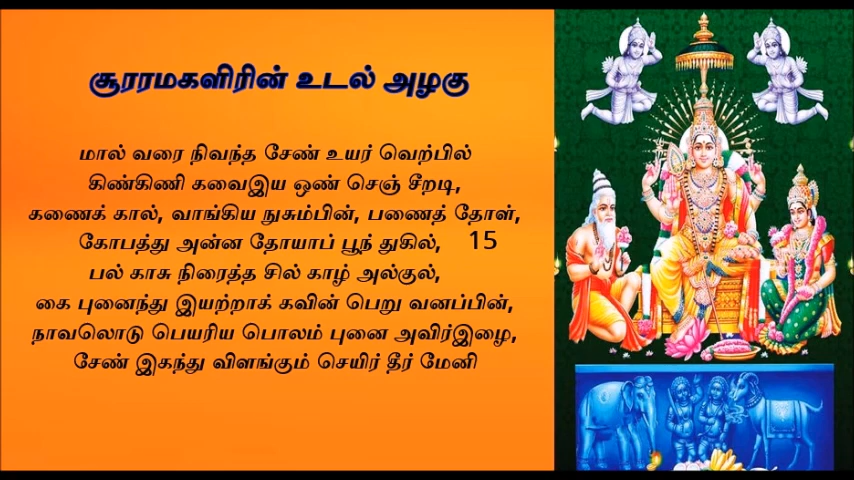 சூரரமகளிரின் உடல் அழகு
மால் வரை நிவந்த சேண் உயர் வெற்பில்
கிண்கிணி கவைஇய ஒண் செஞ் சீறடி,
கணைக் கால், வாங்கிய நுசும்பின், பணைத் தோள்,
கோபத்து அன்ன தோயாப் பூந் துகில், 15
பல் காசு நிரைத்த சில் காழ் அல்குல்,
கை புனைந்து இயற்றாக் கவின் பெறு வனப்பின்,
நாவலொடு பெயரிய பொலம் புனை அவிர்இழை,
சேண் இகந்து விளங்கும் செயிர் தீர் மேனி